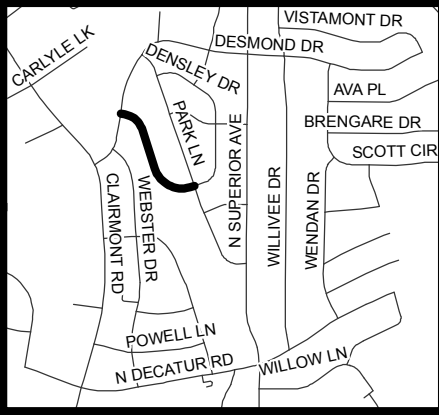 VISTAMONT DR
DESMOND DR
CARLYLE LK
DENSLEY DR
AVA PL
PARK LN
BRENGARE DR
SCOTT CIR
N SUPERIOR AVE
WILLIVEE DR
WENDAN DR
CLAIRMONT RD
WEBSTER DR
POWELL LN
N DECATUR RD
WILLOW LN